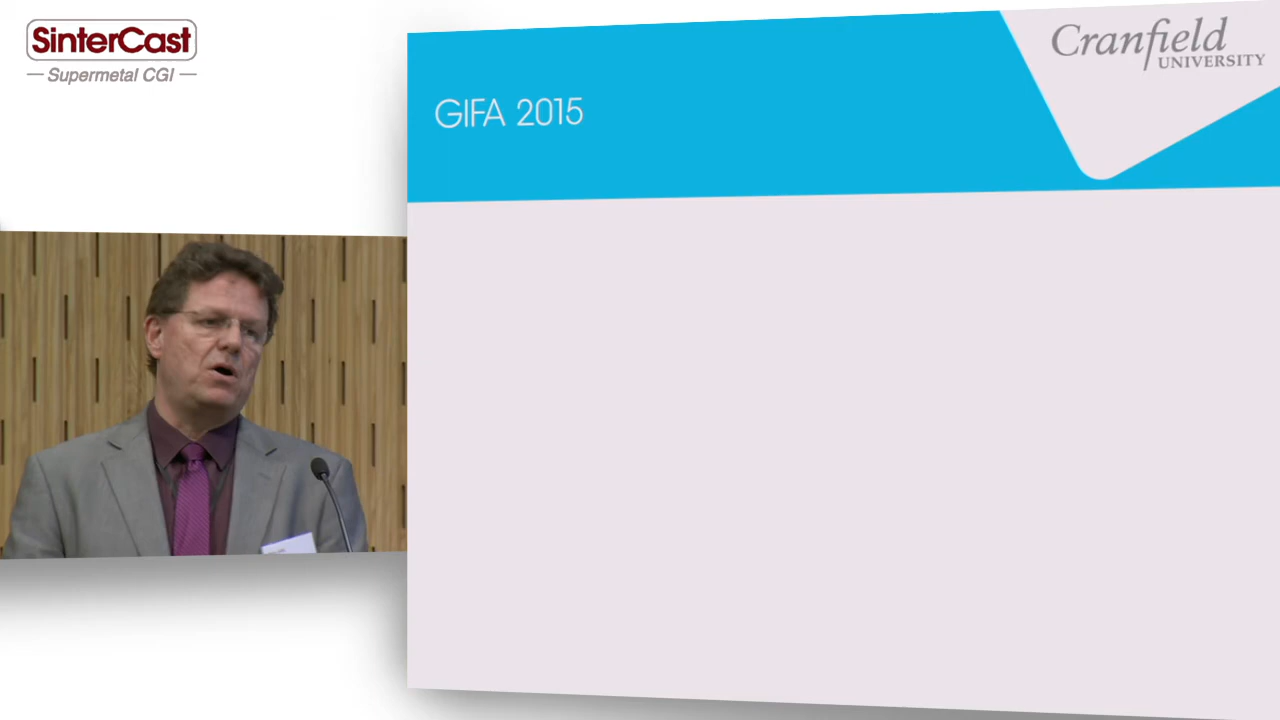 SinterCast
Supermetal CGI
GIFA 2015
Cranfield
UNIVERSITY